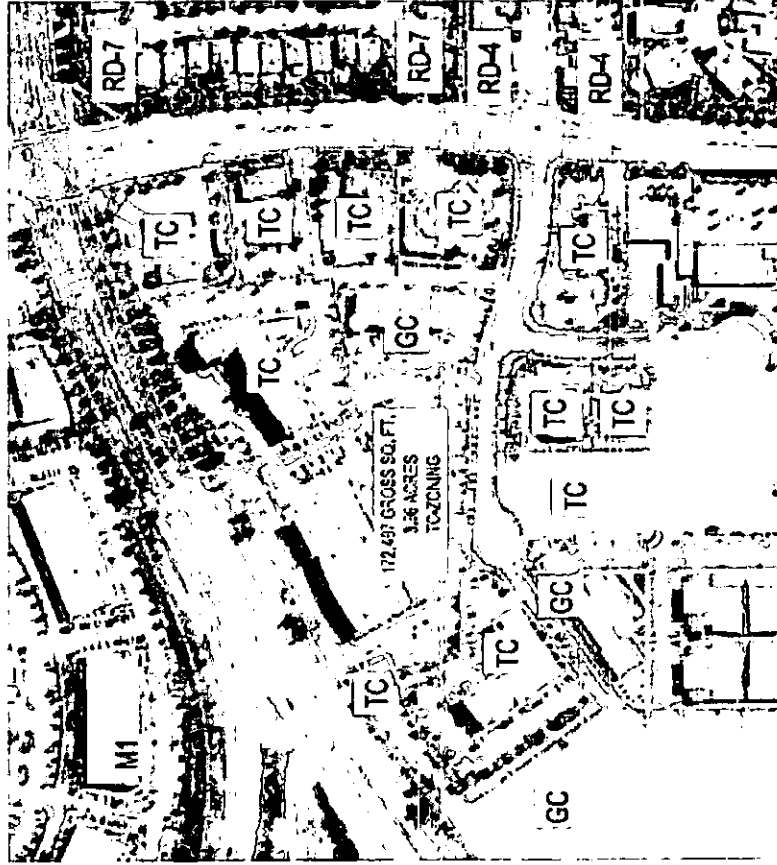 M1
RD-7
TC
TC
TC
TC
TC
172,497 GROSS SQ. FT.
3.96 ACRES
TC-ZONING
GC
RD-7
TC
RD-4
TC
GC
GC
TC
TC
TC
RD-4
TC